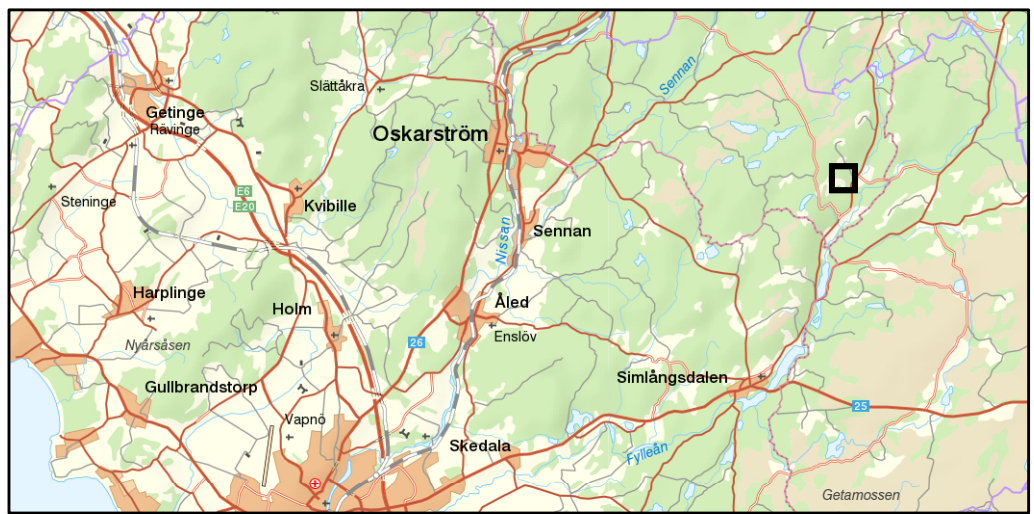 Slättåkra
Sennan
Getinge
Rävinge
Oskarström
E6
E20
Steninge
Kvibille
Nissan
Sennan
Harplinge
Holm
Åled
Enslöv
Nyårsåsen
26
Gullbrandstorp
Simlångsdalen
25
Vapnö
Skedala
Fylleån
Getamossen